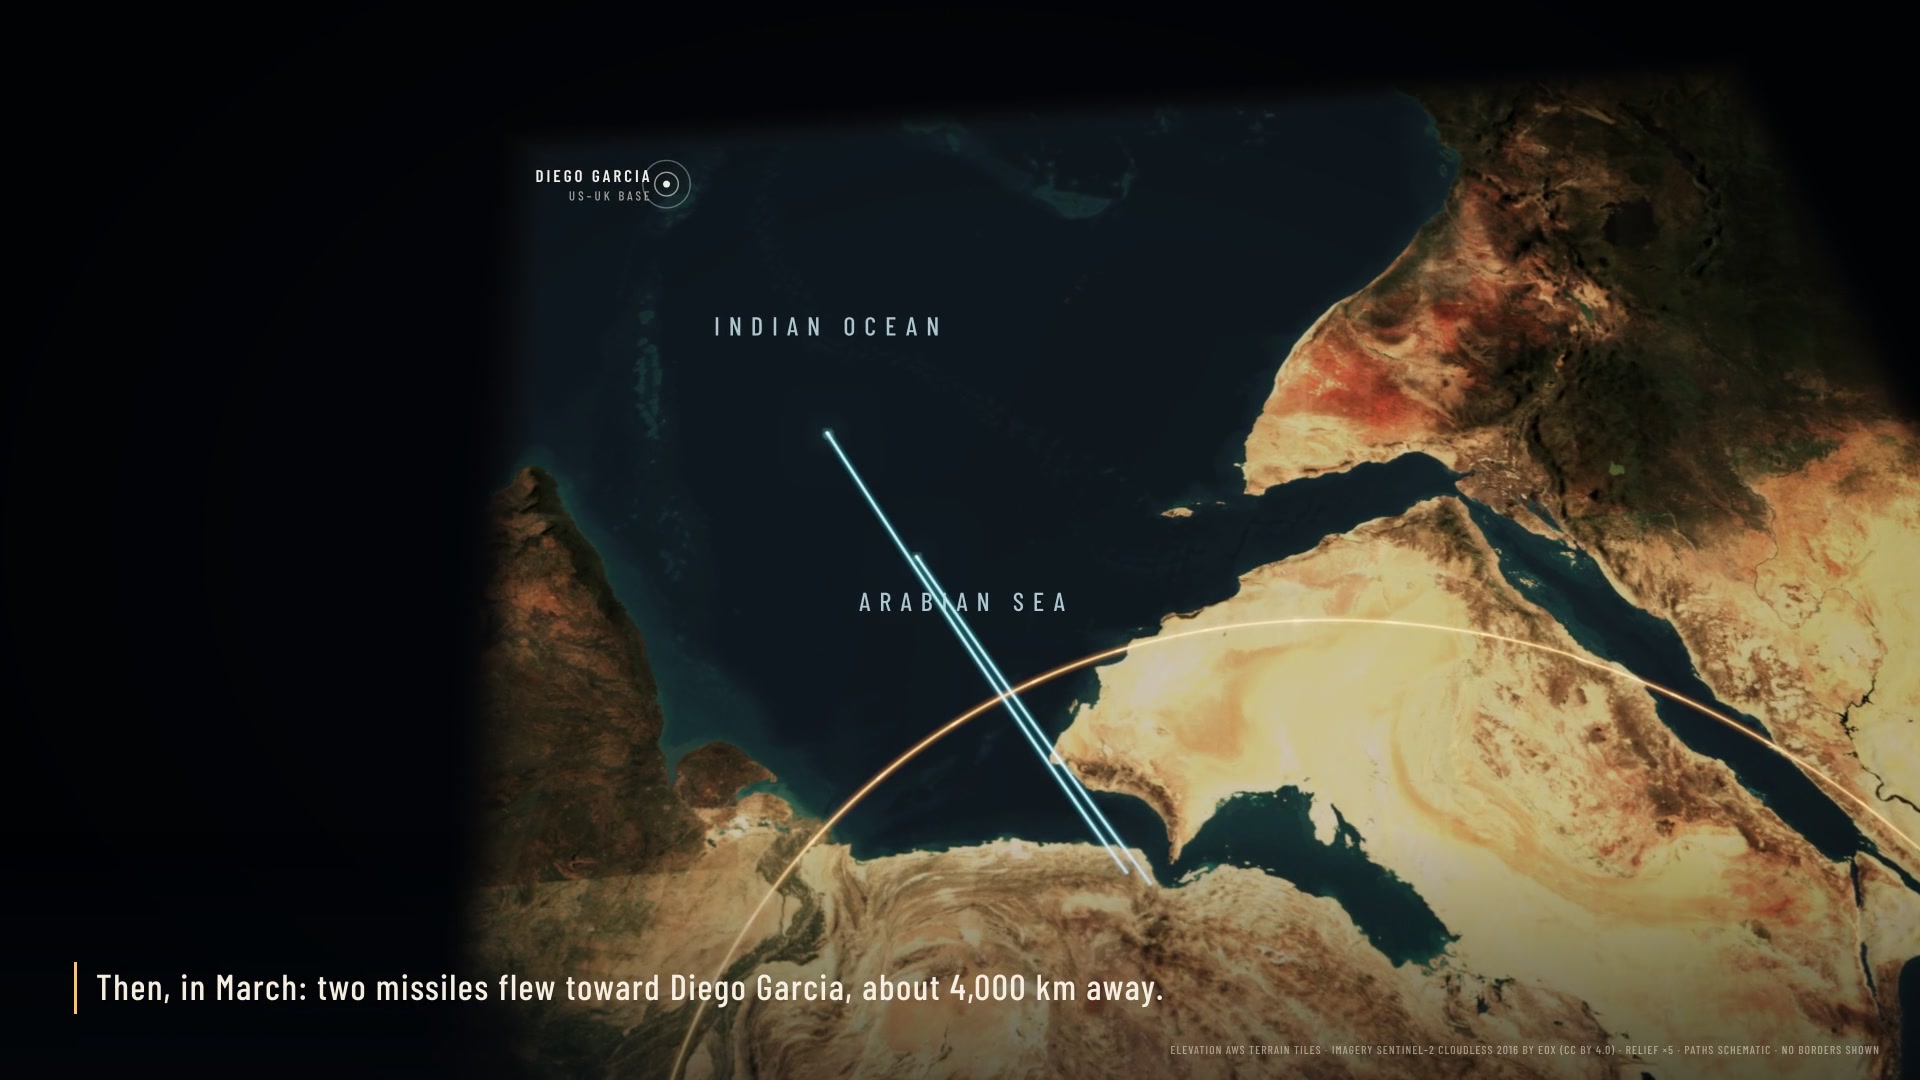 DIEGO GARCIA
US-UK BASE
INDIAN OCEAN
ARABIAN SEA
Then, in March: two missiles flew toward Diego Garcia, about 4,000 km away.
ELEVATION AWS TERRAIN TILES · IMAGERY SENTINEL-2 CLOUDLESS 2016 BY EOX (CC BY 4.0) · RELIEF ×5 · PATHS SCHEMATIC · NO BORDERS SHOWN